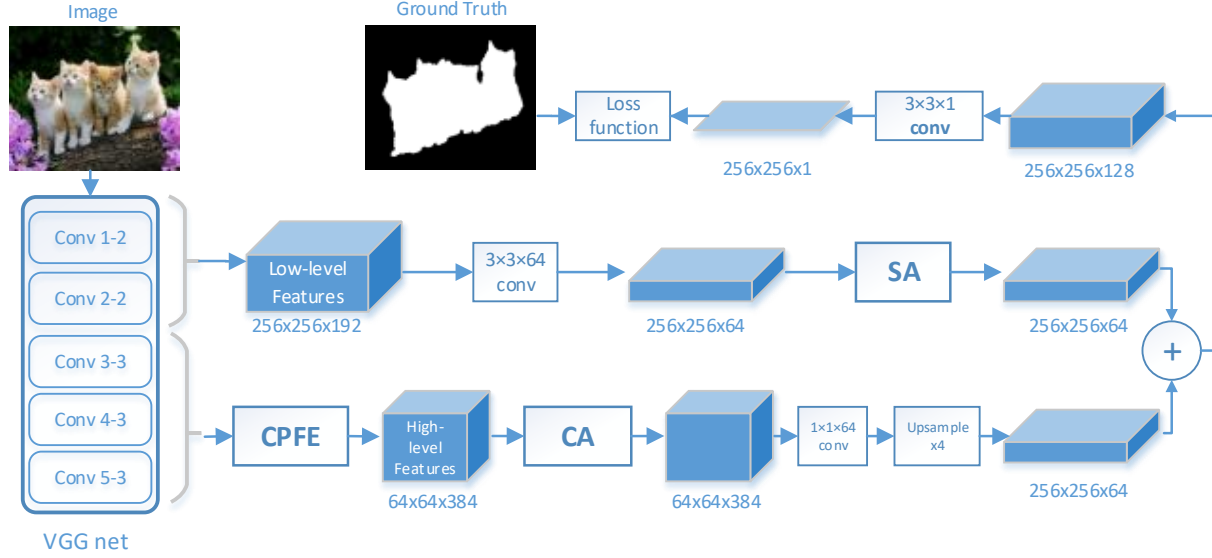 Image
Ground Truth
Loss
function
3×3×1
conv
256x256x1
256x256x128
Conv 1-2
Conv 2-2
Conv 3-3
Conv 4-3
Conv 5-3
VGG net
Low-level
Features
256x256x192
3×3×64
conv
256x256x64
SA
256x256x64
+
CPFE
High-
level
Features
64x64x384
CA
64x64x384
1×1×64
conv
Upsample
x4
256x256x64